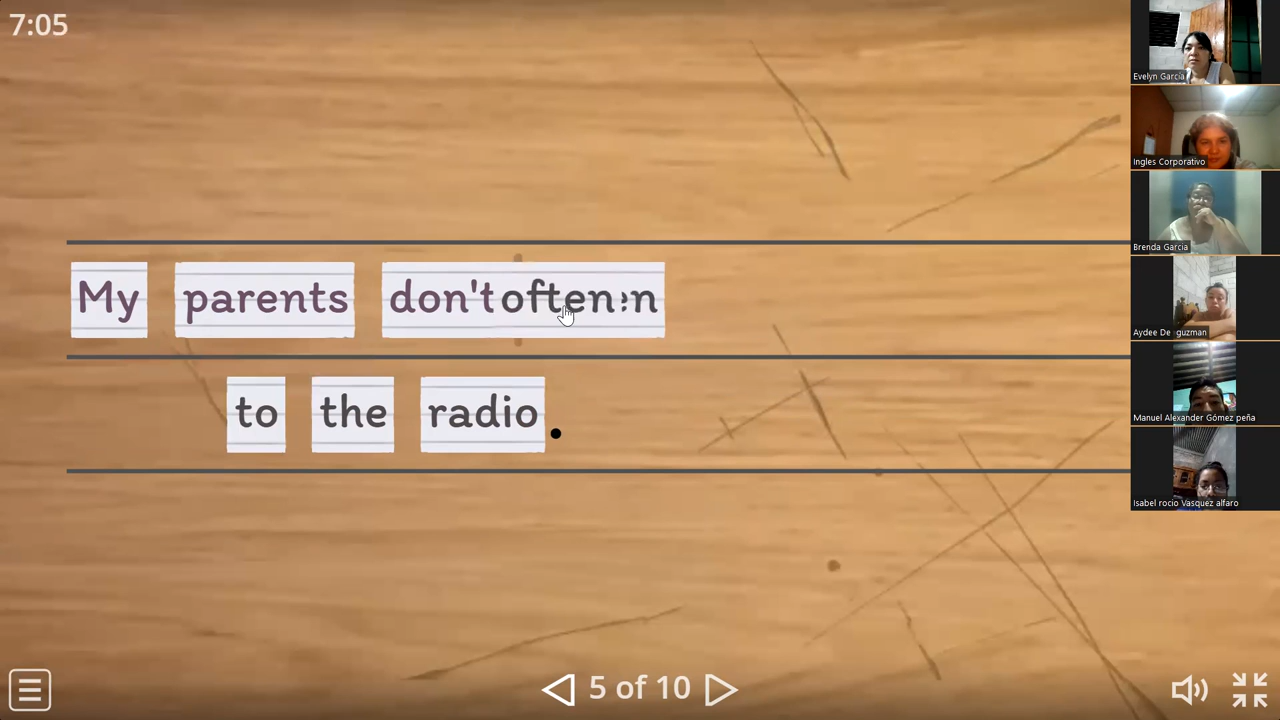 7:05
My parents don't often
to the radio.
5 of 10
Evelyn Garcia
Ingles Corporativo
Brenda Garcia
Aydee De guzman
Manuel Alexander Gómez peña
Isabel rocio Vasquez alfaro